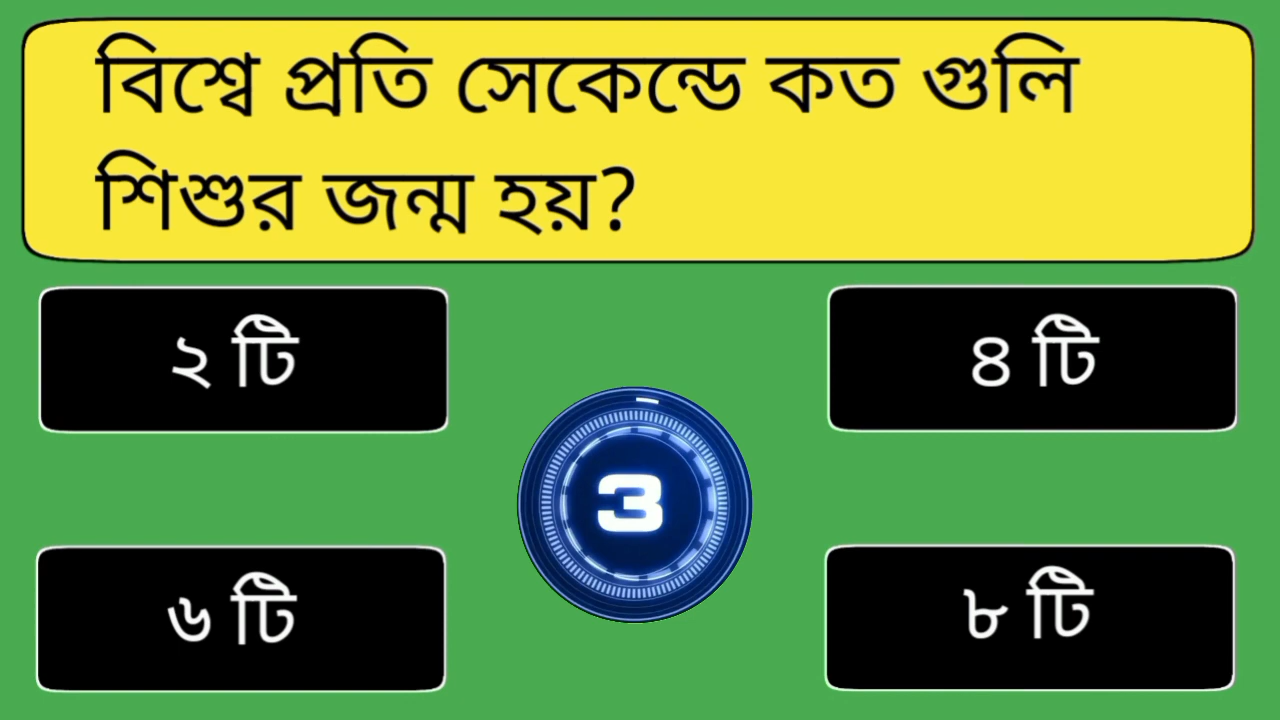 বিশ্বে প্রতি সেকেন্ডে কত গুলি
শিশুর জন্ম হয়?
২ টি
৪ টি
3
৬ টি
৮ টি